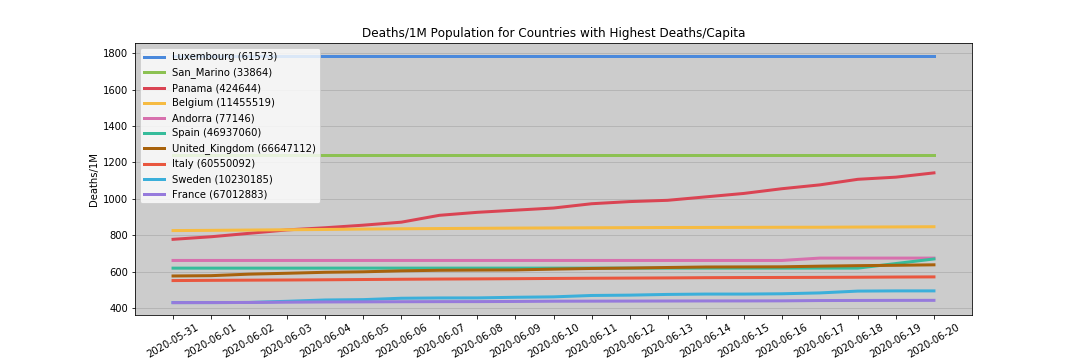 Deaths/1M Population for Countries with Highest Deaths/Capita
Deaths/1M
1800
1600
1400
1200
1000
800
600
400
Luxembourg (61573)
San_Marino (33864)
Panama (424644)
Belgium (11455519)
Andorra (77146)
Spain (46937060)
United_Kingdom (66647112)
Italy (60550092)
Sweden (10230185)
France (67012883)
2020-05-31
2020-06-01
2020-06-02
2020-06-03
2020-06-04
2020-06-05
2020-06-06
2020-06-07
2020-06-08
2020-06-09
2020-06-10
2020-06-11
2020-06-12
2020-06-13
2020-06-14
2020-06-15
2020-06-16
2020-06-17
2020-06-18
2020-06-19
2020-06-20